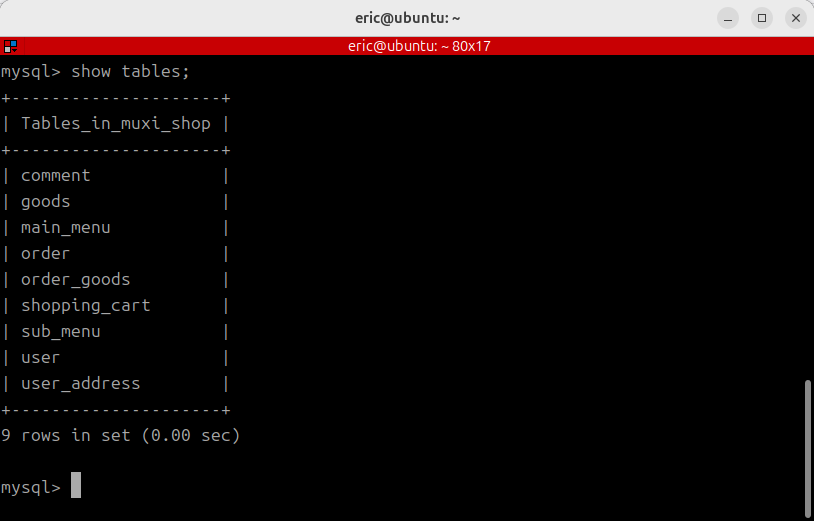 eric@ubuntu: ~
eric@ubuntu: ~ 80x17
mysql> show tables;
+---------------------+
| Tables_in_muxi_shop |
+---------------------+
| comment             |
| goods               |
| main_menu           |
| order               |
| order_goods         |
| shopping_cart       |
| sub_menu            |
| user                |
| user_address        |
+---------------------+
9 rows in set (0.00 sec)
mysql>